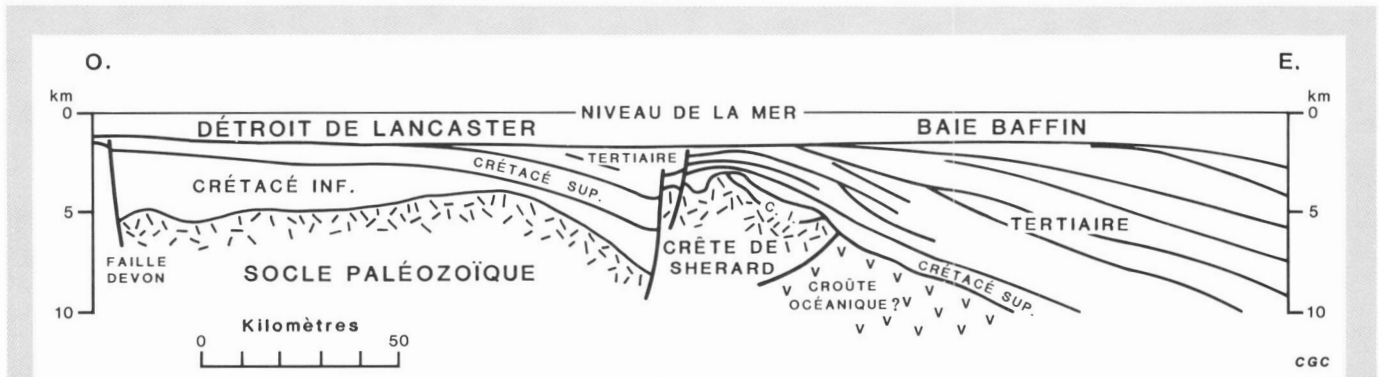 O.
E.
km
km
0
NIVEAU DE LA MER
0
DÉTROIT DE LANCASTER
BAIE BAFFIN
TERTIAIRE
CRÉTACÉ SUP.
CRÉTACÉ INF.
5
C.
5
TERTIAIRE
CRÊTE DE
SHERARD
FAILLE
DEVON
SOCLE PALÉOZOÏQUE
CRÉTACÉ SUP.
CROÛTE
OCÉANIQUE?
10
10
Kilomètres
0
50
CGC